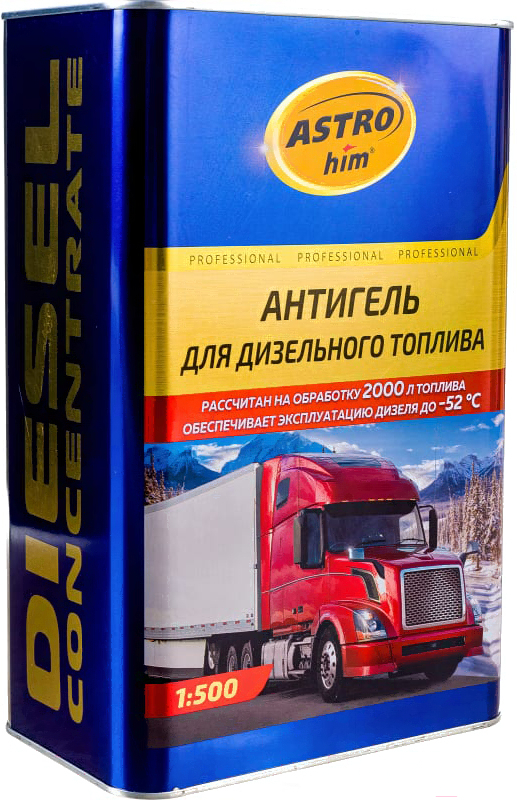 DIESEL
CONCENTRATE
ASTRO
him®
PROFESSIONAL PROFESSIONAL PROFESSIONAL
АНТИГЕЛЬ
ДЛЯ ДИЗЕЛЬНОГО ТОПЛИВА
РАССЧИТАН НА ОБРАБОТКУ 2000 Л ТОПЛИВА
ОБЕСПЕЧИВАЕТ ЭКСПЛУАТАЦИЮ ДИЗЕЛЯ ДО -52 °C
1:500